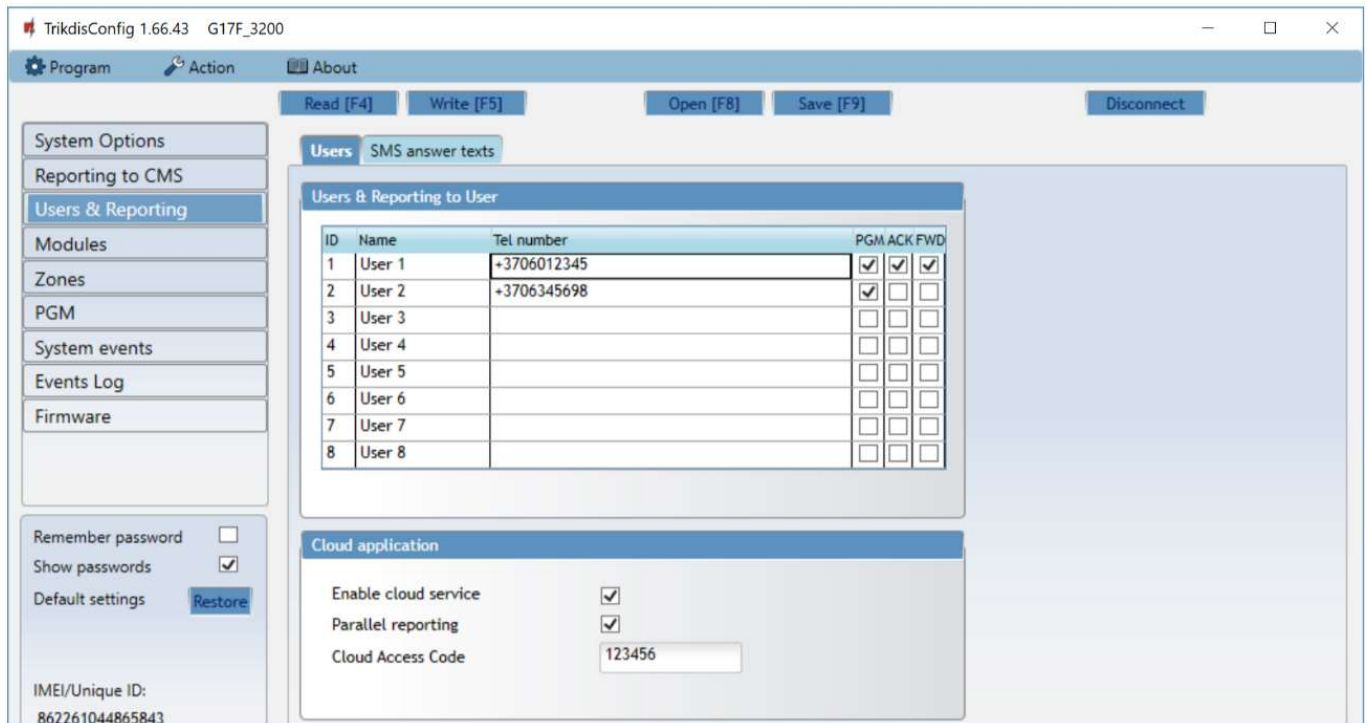 TrikdisConfig 1.66.43 G17F_3200
Program Action About
Read [F4] Write [F5] Open [F8] Save [F9] Disconnect
System Options
Reporting to CMS
Users & Reporting
Modules
Zones
PGM
System events
Events Log
Firmware
Remember password
Show passwords
Default settings Restore
IMEI/Unique ID:
862261044865843
Users SMS answer texts
Users & Reporting to User
ID Name Tel number PGM ACK FWD
1 User 1 +3706012345
2 User 2 +3706345698
3 User 3
4 User 4
5 User 5
6 User 6
7 User 7
8 User 8
Cloud application
Enable cloud service
Parallel reporting
Cloud Access Code 123456